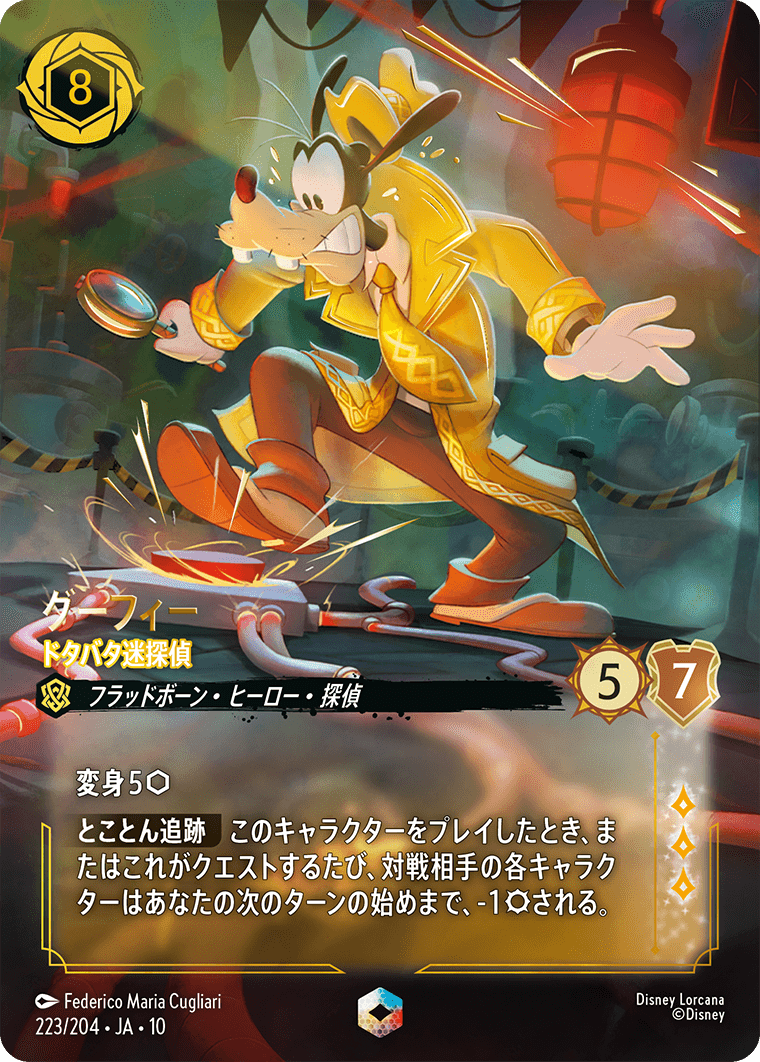 8
ダーフィー
ドタバタ迷探偵
フラッドボーン・ヒーロー・探偵
5 7
変身5⬡
とことん追跡 このキャラクターをプレイしたとき、ま
たはこれがクエストするたび、対戦相手の各キャラク
ターはあなたの次のターンの始めまで、-1¤される。
Federico Maria Cugliari
Disney Lorcana
223/204・JA・10
©Disney